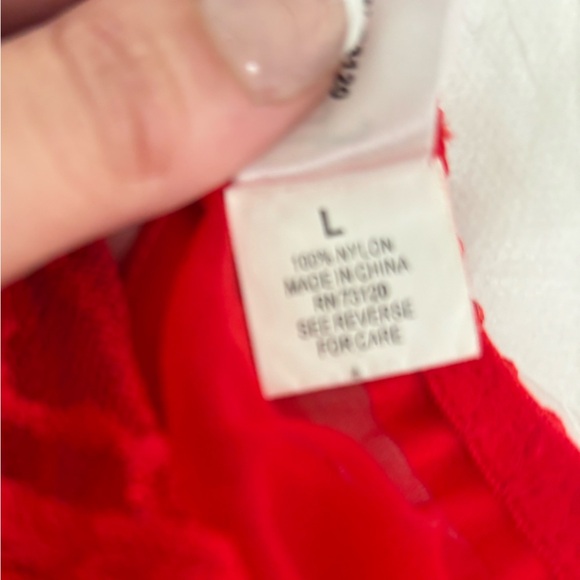 L
100% NYLON
MADE IN CHINA
RN 73120
SEE REVERSE
FOR CARE